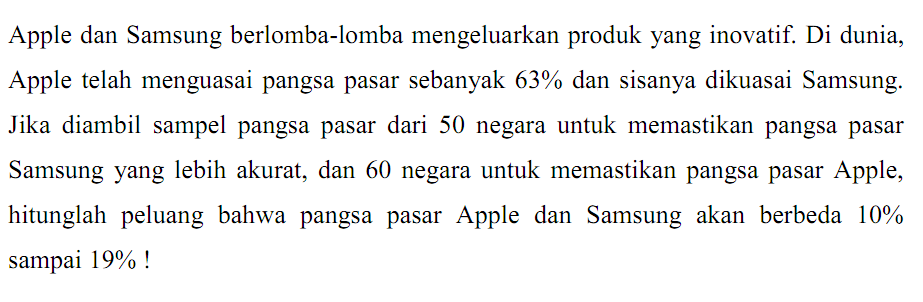 Apple dan Samsung berlomba-lomba mengeluarkan produk yang inovatif. Di dunia,
Apple telah menguasai pangsa pasar sebanyak 63% dan sisanya dikuasai Samsung.
Jika diambil sampel pangsa pasar dari 50 negara untuk memastikan pangsa pasar
Samsung yang lebih akurat, dan 60 negara untuk memastikan pangsa pasar Apple,
hitunglah peluang bahwa pangsa pasar Apple dan Samsung akan berbeda 10%
sampai 19% !